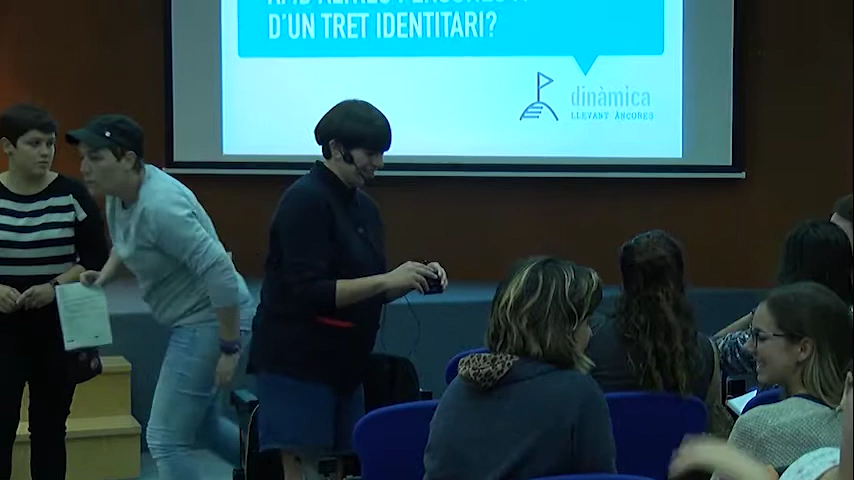 D'UN TRET IDENTITARI?
dinàmica
LLEVANT ÀNCORES